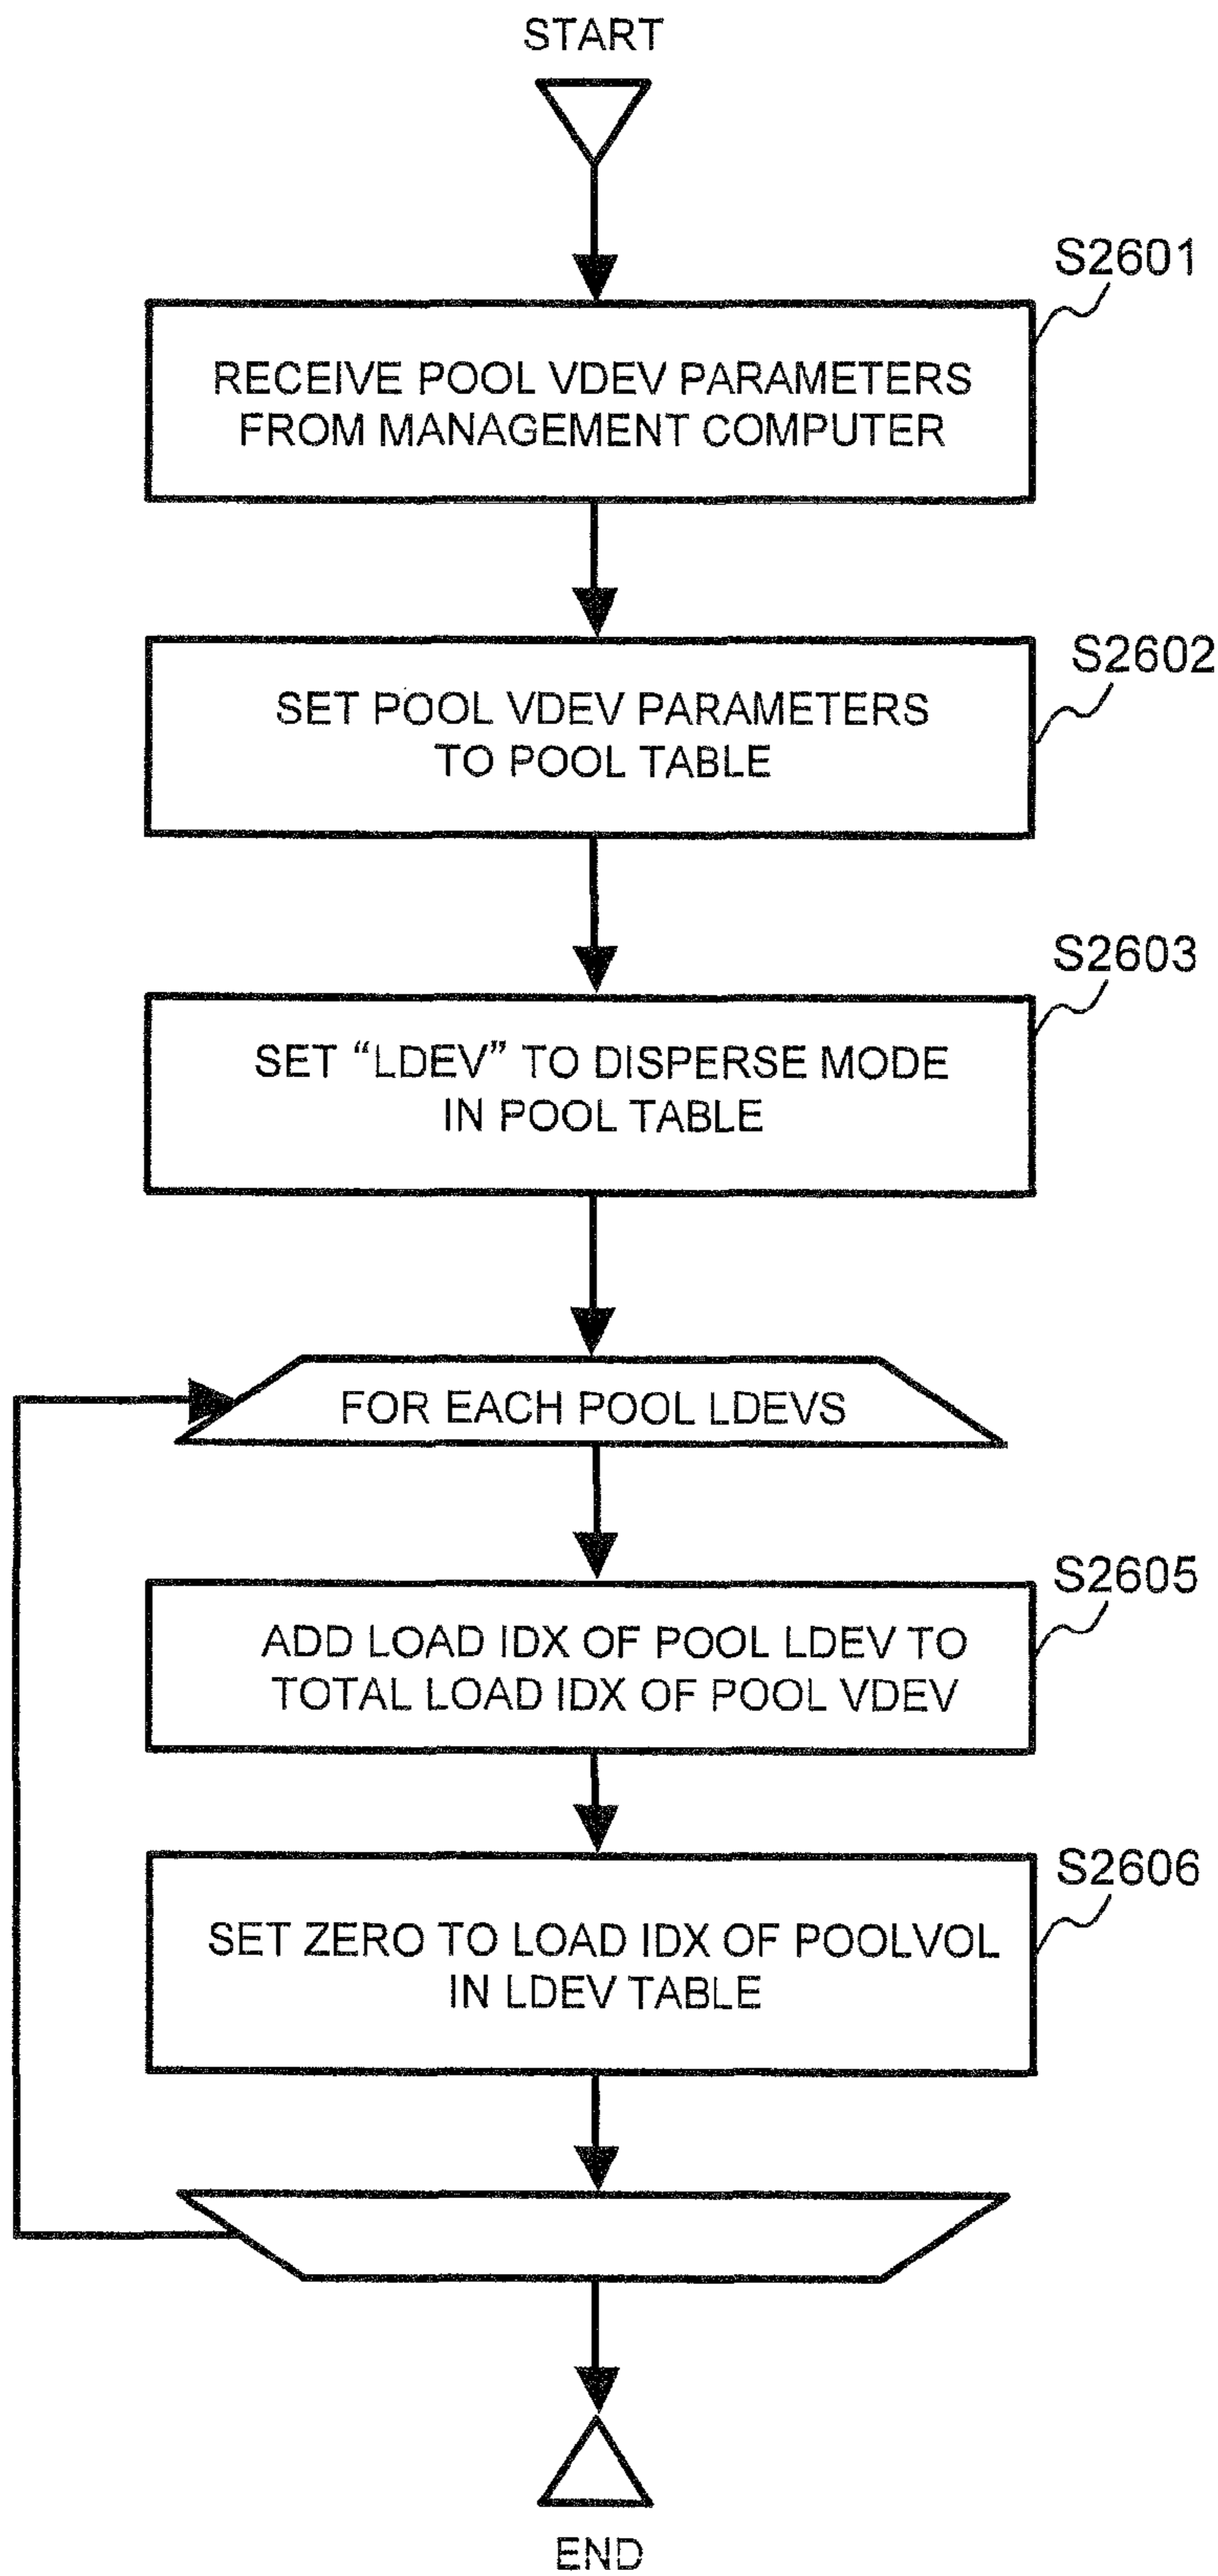 START
S2601
RECEIVE POOL VDEV PARAMETERS
FROM MANAGEMENT COMPUTER
S2602
SET POOL VDEV PARAMETERS
TO POOL TABLE
S2603
SET “LDEV” TO DISPERSE MODE
IN POOL TABLE
FOR EACH POOL LDEVS
S2605
ADD LOAD IDX OF POOL LDEV TO
TOTAL LOAD IDX OF POOL VDEV
S2606
SET ZERO TO LOAD IDX OF POOLVOL
IN LDEV TABLE
END